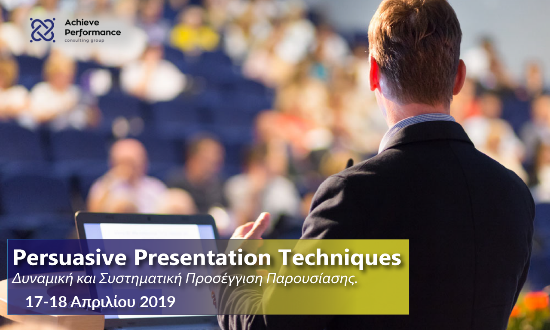 Achieve
Performance
consulting group
Persuasive Presentation Techniques
Δυναμική και Συστηματική Προσέγγιση Παρουσίασης.
17-18 Απριλίου 2019